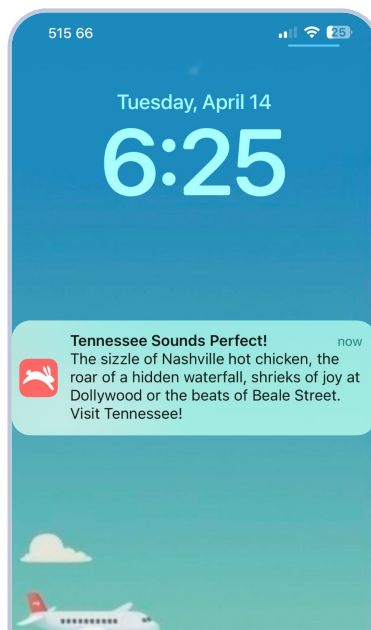 515 66
25
Tuesday, April 14
6:25
Tennessee Sounds Perfect!
now
The sizzle of Nashville hot chicken, the
roar of a hidden waterfall, shrieks of joy at
Dollywood or the beats of Beale Street.
Visit Tennessee!